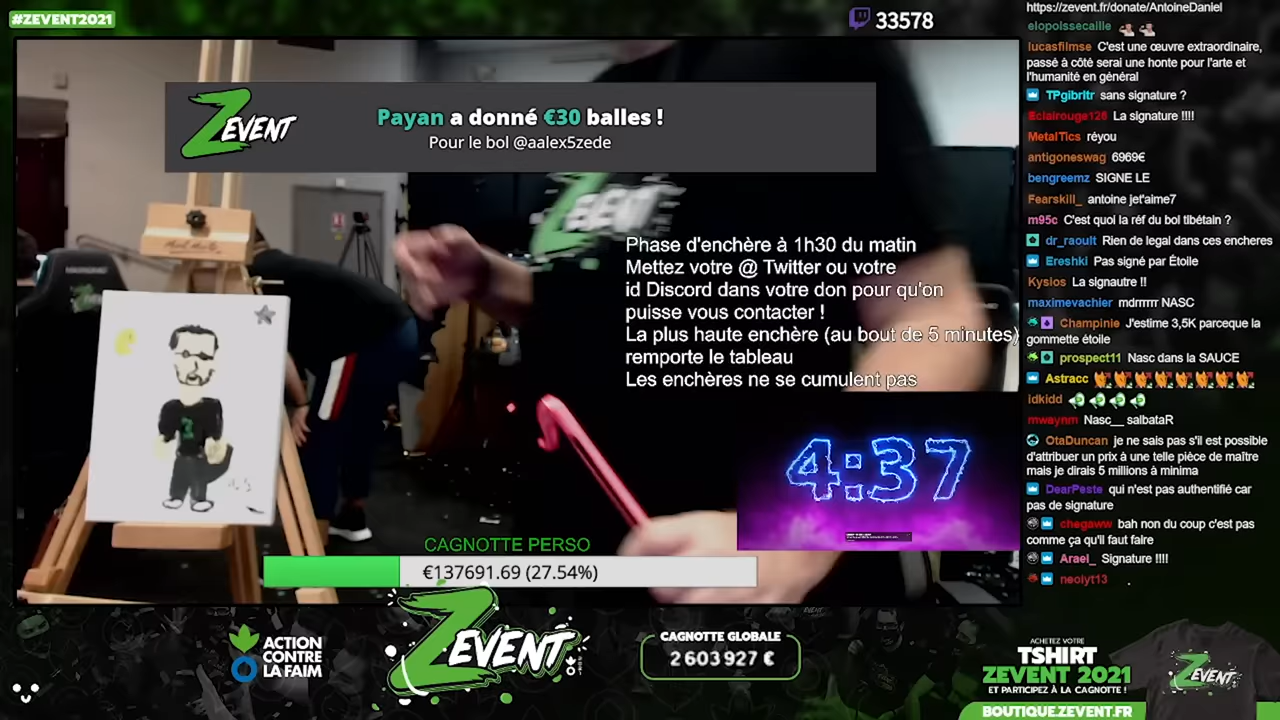 #ZEVENT2021
33578
ZEVENT
Payan a donné €30 balles !
Pour le bol @aalex5zede
ZEVENT
Phase d'enchère à 1h30 du matin
Mettez votre @ Twitter ou votre
id Discord dans votre don pour qu'on
puisse vous contacter !
La plus haute enchère (au bout de 5 minutes)
remporte le tableau
Les enchères ne se cumulent pas
4:37
CAGNOTTE PERSO
€137691.69 (27.54%)
ACTION
CONTRE
LA FAIM
ZEVENT
CAGNOTTE GLOBALE
2 603 927 €
https://zevent.fr/donate/AntoineDaniel
elopoissecaille
lucasfilmse C'est une œuvre extraordinaire,
passé à côté serai une honte pour l'arte et
l'humanité en général
TPgibritr sans signature ?
Eclairouge126 La signature !!!!
MetalTics réyou
antigoneswag 6969€
bengreemz SIGNE LE
Fearskill_ antoine jet'aime7
m95c C'est quoi la réf du bol tibétain ?
dr_raoult Rien de legal dans ces encheres
Ereshki Pas signé par Étoile
Kysios La signautre !!
maximevachier mdrrrrr NASC
Champinie J'estime 3,5K parceque la
gommette étoile
prospect11 Nasc dans la SAUCE
Astracc
idkidd
mwaynm Nasc__ salbataR
OtaDuncan je ne sais pas s'il est possible
d'attribuer un prix à une telle pièce de maître
mais je dirais 5 millions à minima
DearPeste qui n'est pas authentifié car
pas de signature
chegaww bah non du coup c'est pas
comme ça qu'il faut faire
Arael_ Signature !!!!
neolyt13 .
ACHETEZ VOTRE
TSHIRT
ZEVENT 2021
ET PARTICIPEZ À LA CAGNOTTE !
BOUTIQUE.ZEVENT.FR
ZEVENT